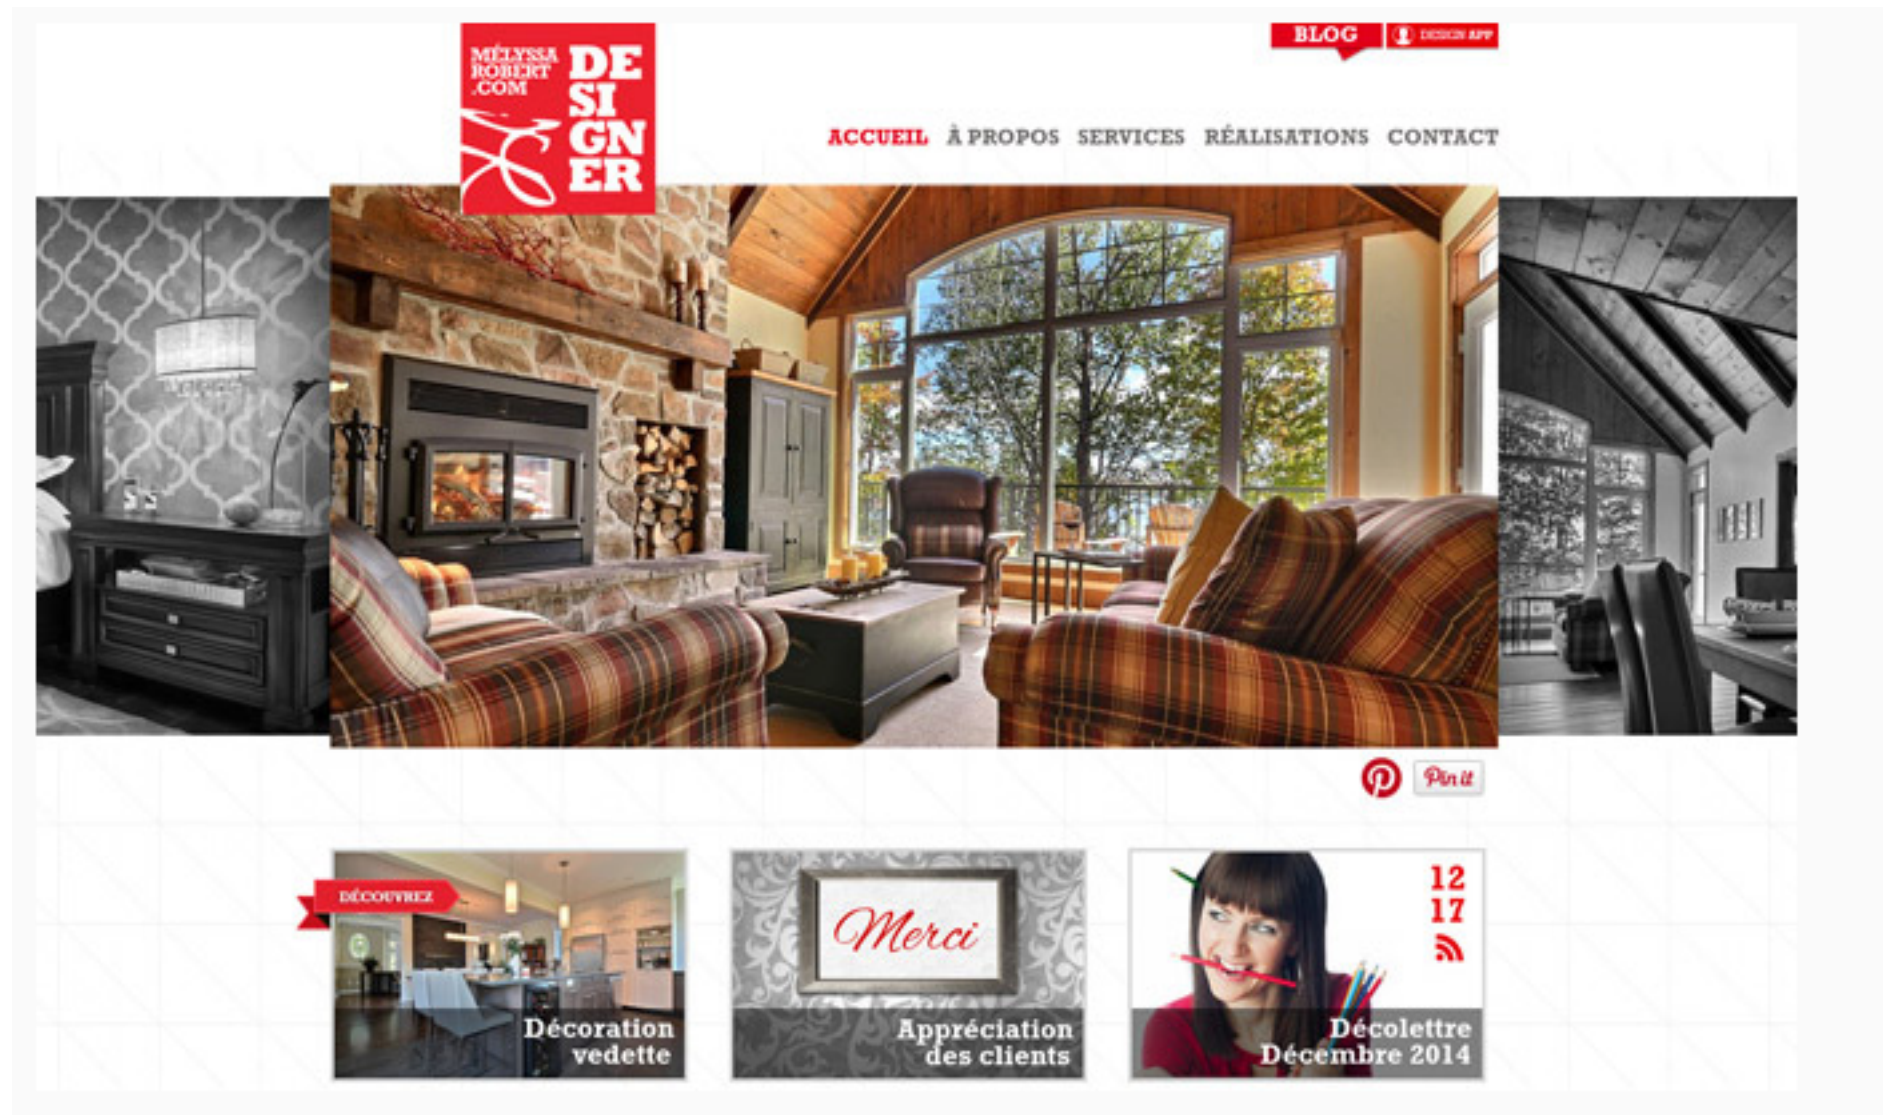 MÉLYSSA
ROBERT
.COM
DE
SI
GN
ER
BLOG
DESIGN APP
ACCUEIL À PROPOS SERVICES RÉALISATIONS CONTACT
Pin it
DÉCOUVREZ
Décoration
vedette
Merci
Appréciation
des clients
12
17
Décolettre
Décembre 2014